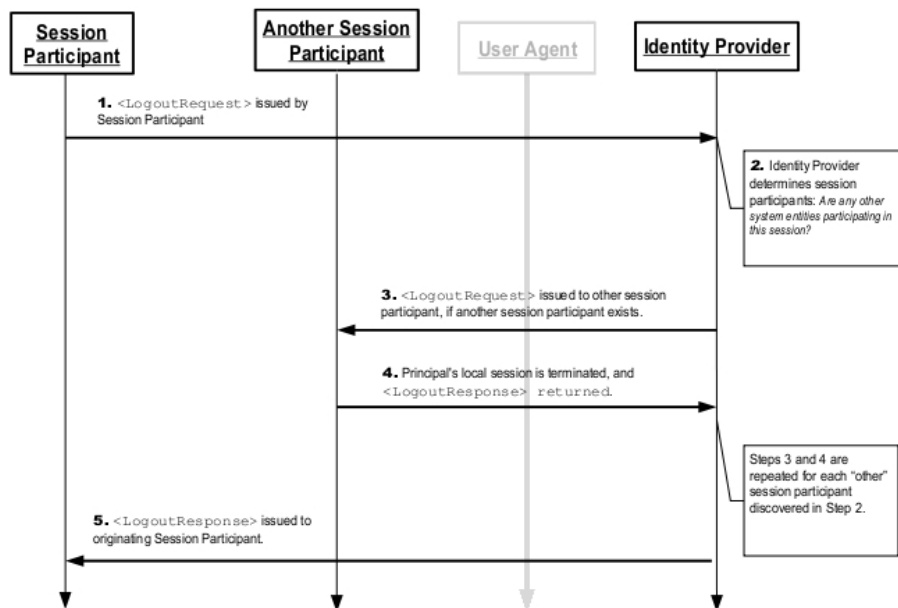 Session
Participant
Another Session
Participant
User Agent
Identity Provider
1. <LogoutRequest> issued by
Session Participant
2. Identity Provider
determines session
participants: Are any other
system entities participating in
this session?
3. <LogoutRequest> issued to other session
participant, if another session participant exists.
4. Principal's local session is terminated, and
<LogoutResponse> returned.
Steps 3 and 4 are
repeated for each “other”
session participant
discovered in Step 2.
5. <LogoutResponse> issued to
originating Session Participant.